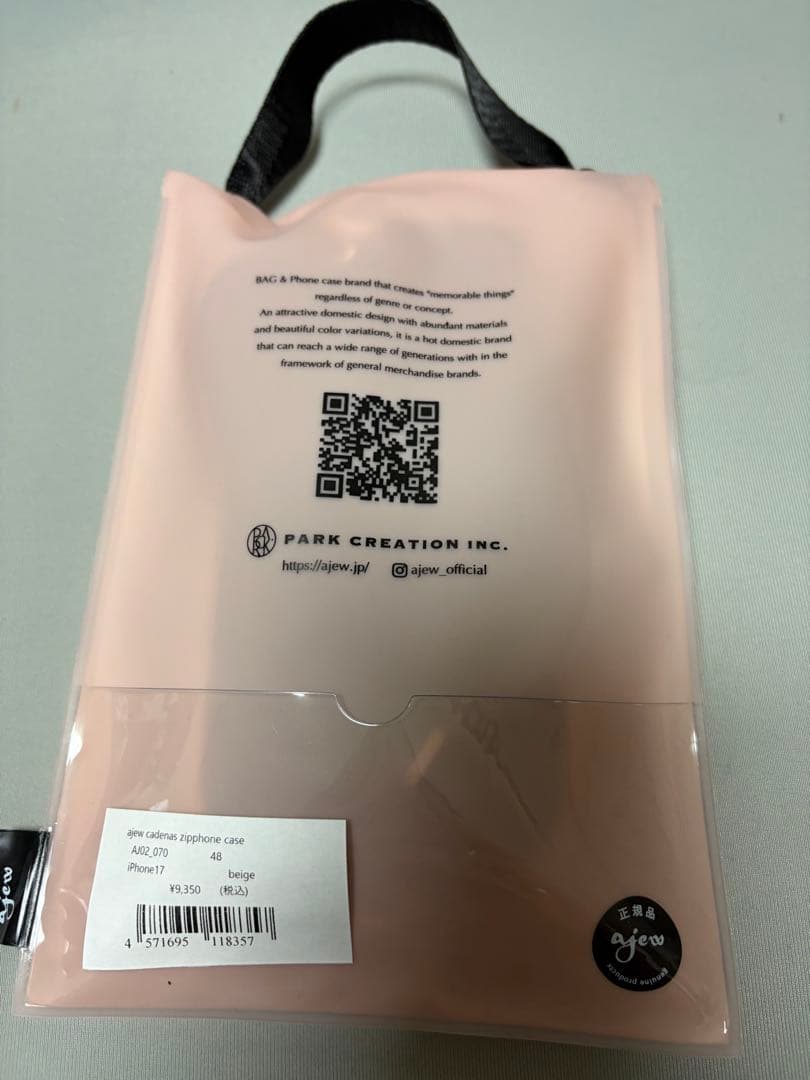 BAG & Phone case brand that creates "memorable things"
regardless of genre or concept.
An attractive domestic design with abundant materials
and beautiful color variations, it is a hot domestic brand
that can reach a wide range of generations with in the
framework of general merchandise brands.
PARK
PARK CREATION INC.
https://ajew.jp/ ajew_official
ajew cadenas zipphone case
AJ02_070 48
iPhone17 beige
¥9,350 (税込)
4 571695 118357
ajew
正規品
ajew
genuine product